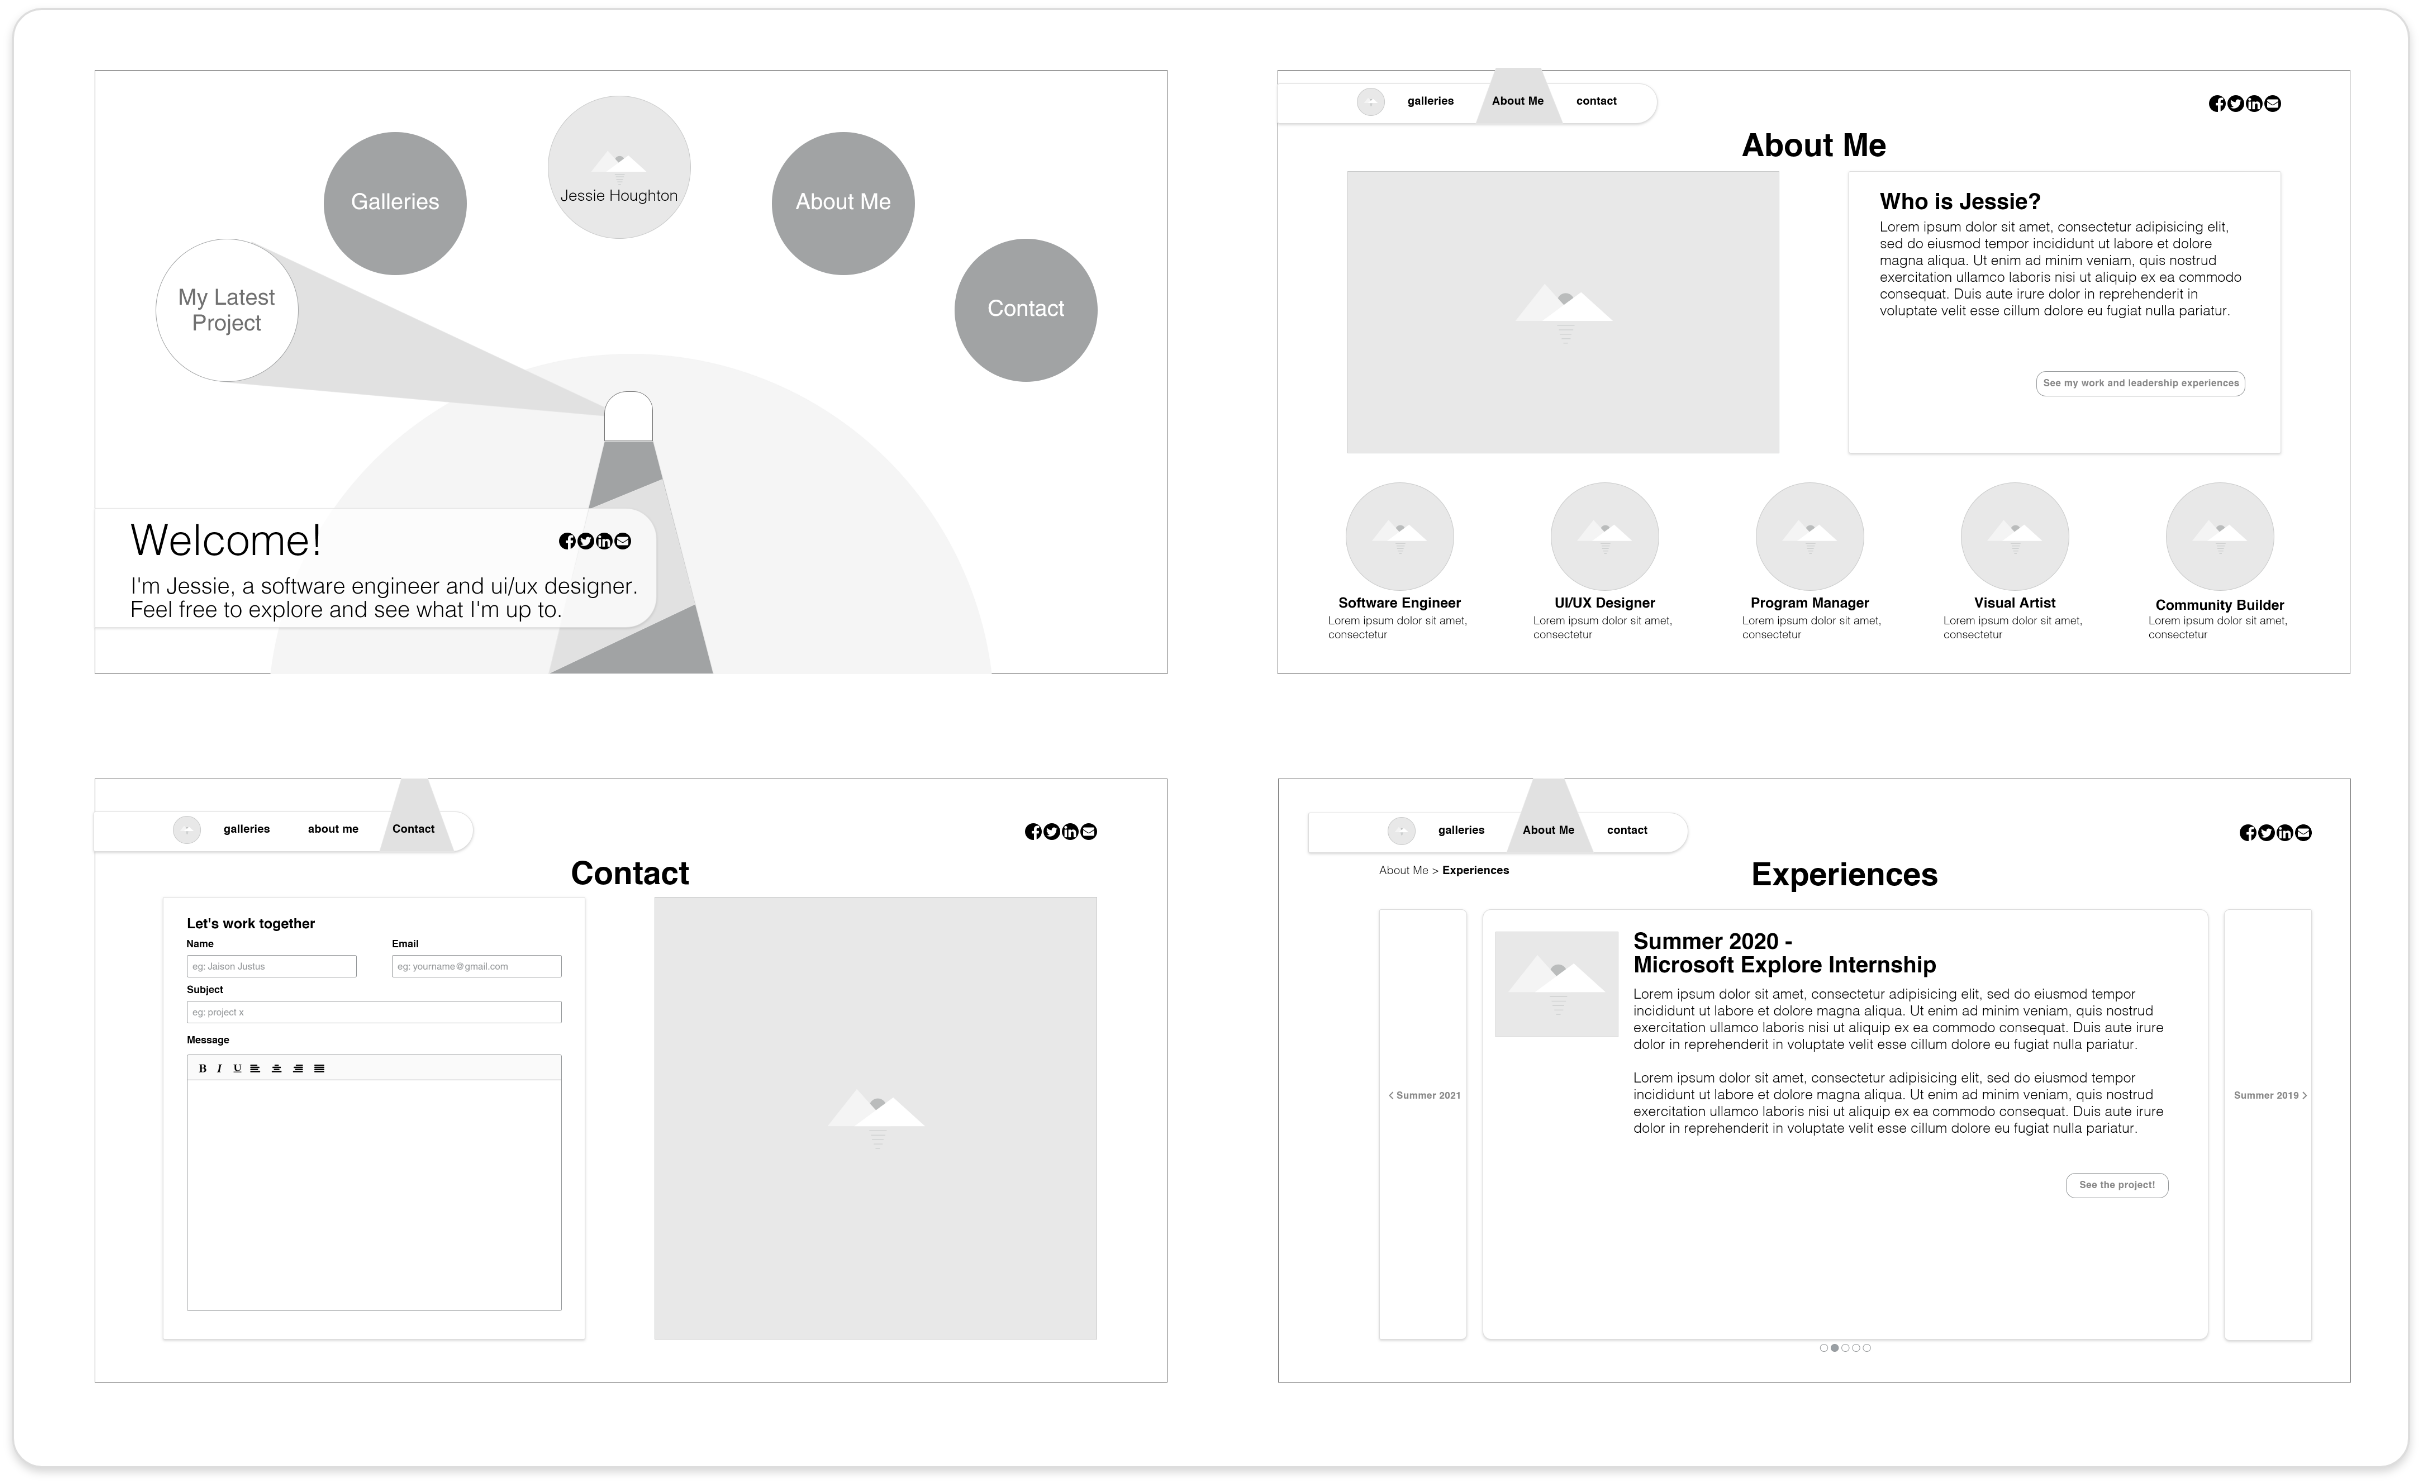 Galleries
Jessie Houghton
About Me
My Latest
Project
Contact
Welcome!
I'm Jessie, a software engineer and ui/ux designer.
Feel free to explore and see what I'm up to.
galleries
About Me
contact
About Me
Who is Jessie?
Lorem ipsum dolor sit amet, consectetur adipisicing elit,
sed do eiusmod tempor incididunt ut labore et dolore
magna aliqua. Ut enim ad minim veniam, quis nostrud
exercitation ullamco laboris nisi ut aliquip ex ea commodo
consequat. Duis aute irure dolor in reprehenderit in
voluptate velit esse cillum dolore eu fugiat nulla pariatur.
See my work and leadership experiences
Software Engineer
Lorem ipsum dolor sit amet,
consectetur
UI/UX Designer
Lorem ipsum dolor sit amet,
consectetur
Program Manager
Lorem ipsum dolor sit amet,
consectetur
Visual Artist
Lorem ipsum dolor sit amet,
consectetur
Community Builder
Lorem ipsum dolor sit amet,
consectetur
galleries
about me
Contact
Contact
Let's work together
Name
Email
eg: Jaison Justus
eg: yourname@gmail.com
Subject
eg: project x
Message
B I U
galleries
About Me
contact
About Me > Experiences
Experiences
< Summer 2021
Summer 2020 -
Microsoft Explore Internship
Lorem ipsum dolor sit amet, consectetur adipisicing elit, sed do eiusmod tempor
incididunt ut labore et dolore magna aliqua. Ut enim ad minim veniam, quis nostrud
exercitation ullamco laboris nisi ut aliquip ex ea commodo consequat. Duis aute irure
dolor in reprehenderit in voluptate velit esse cillum dolore eu fugiat nulla pariatur.
Lorem ipsum dolor sit amet, consectetur adipisicing elit, sed do eiusmod tempor
incididunt ut labore et dolore magna aliqua. Ut enim ad minim veniam, quis nostrud
exercitation ullamco laboris nisi ut aliquip ex ea commodo consequat. Duis aute irure
dolor in reprehenderit in voluptate velit esse cillum dolore eu fugiat nulla pariatur.
See the project!
Summer 2019 >